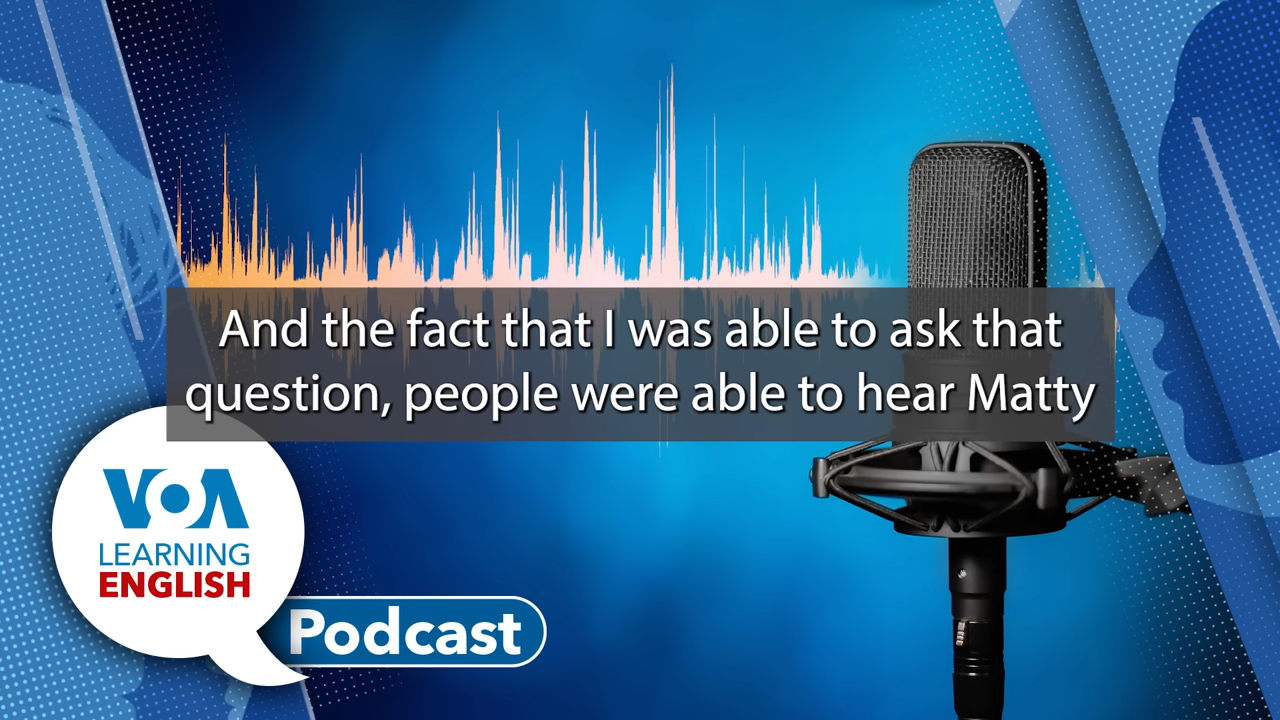 And the fact that I was able to ask that
question, people were able to hear Matty
VOA
LEARNING
ENGLISH
Podcast